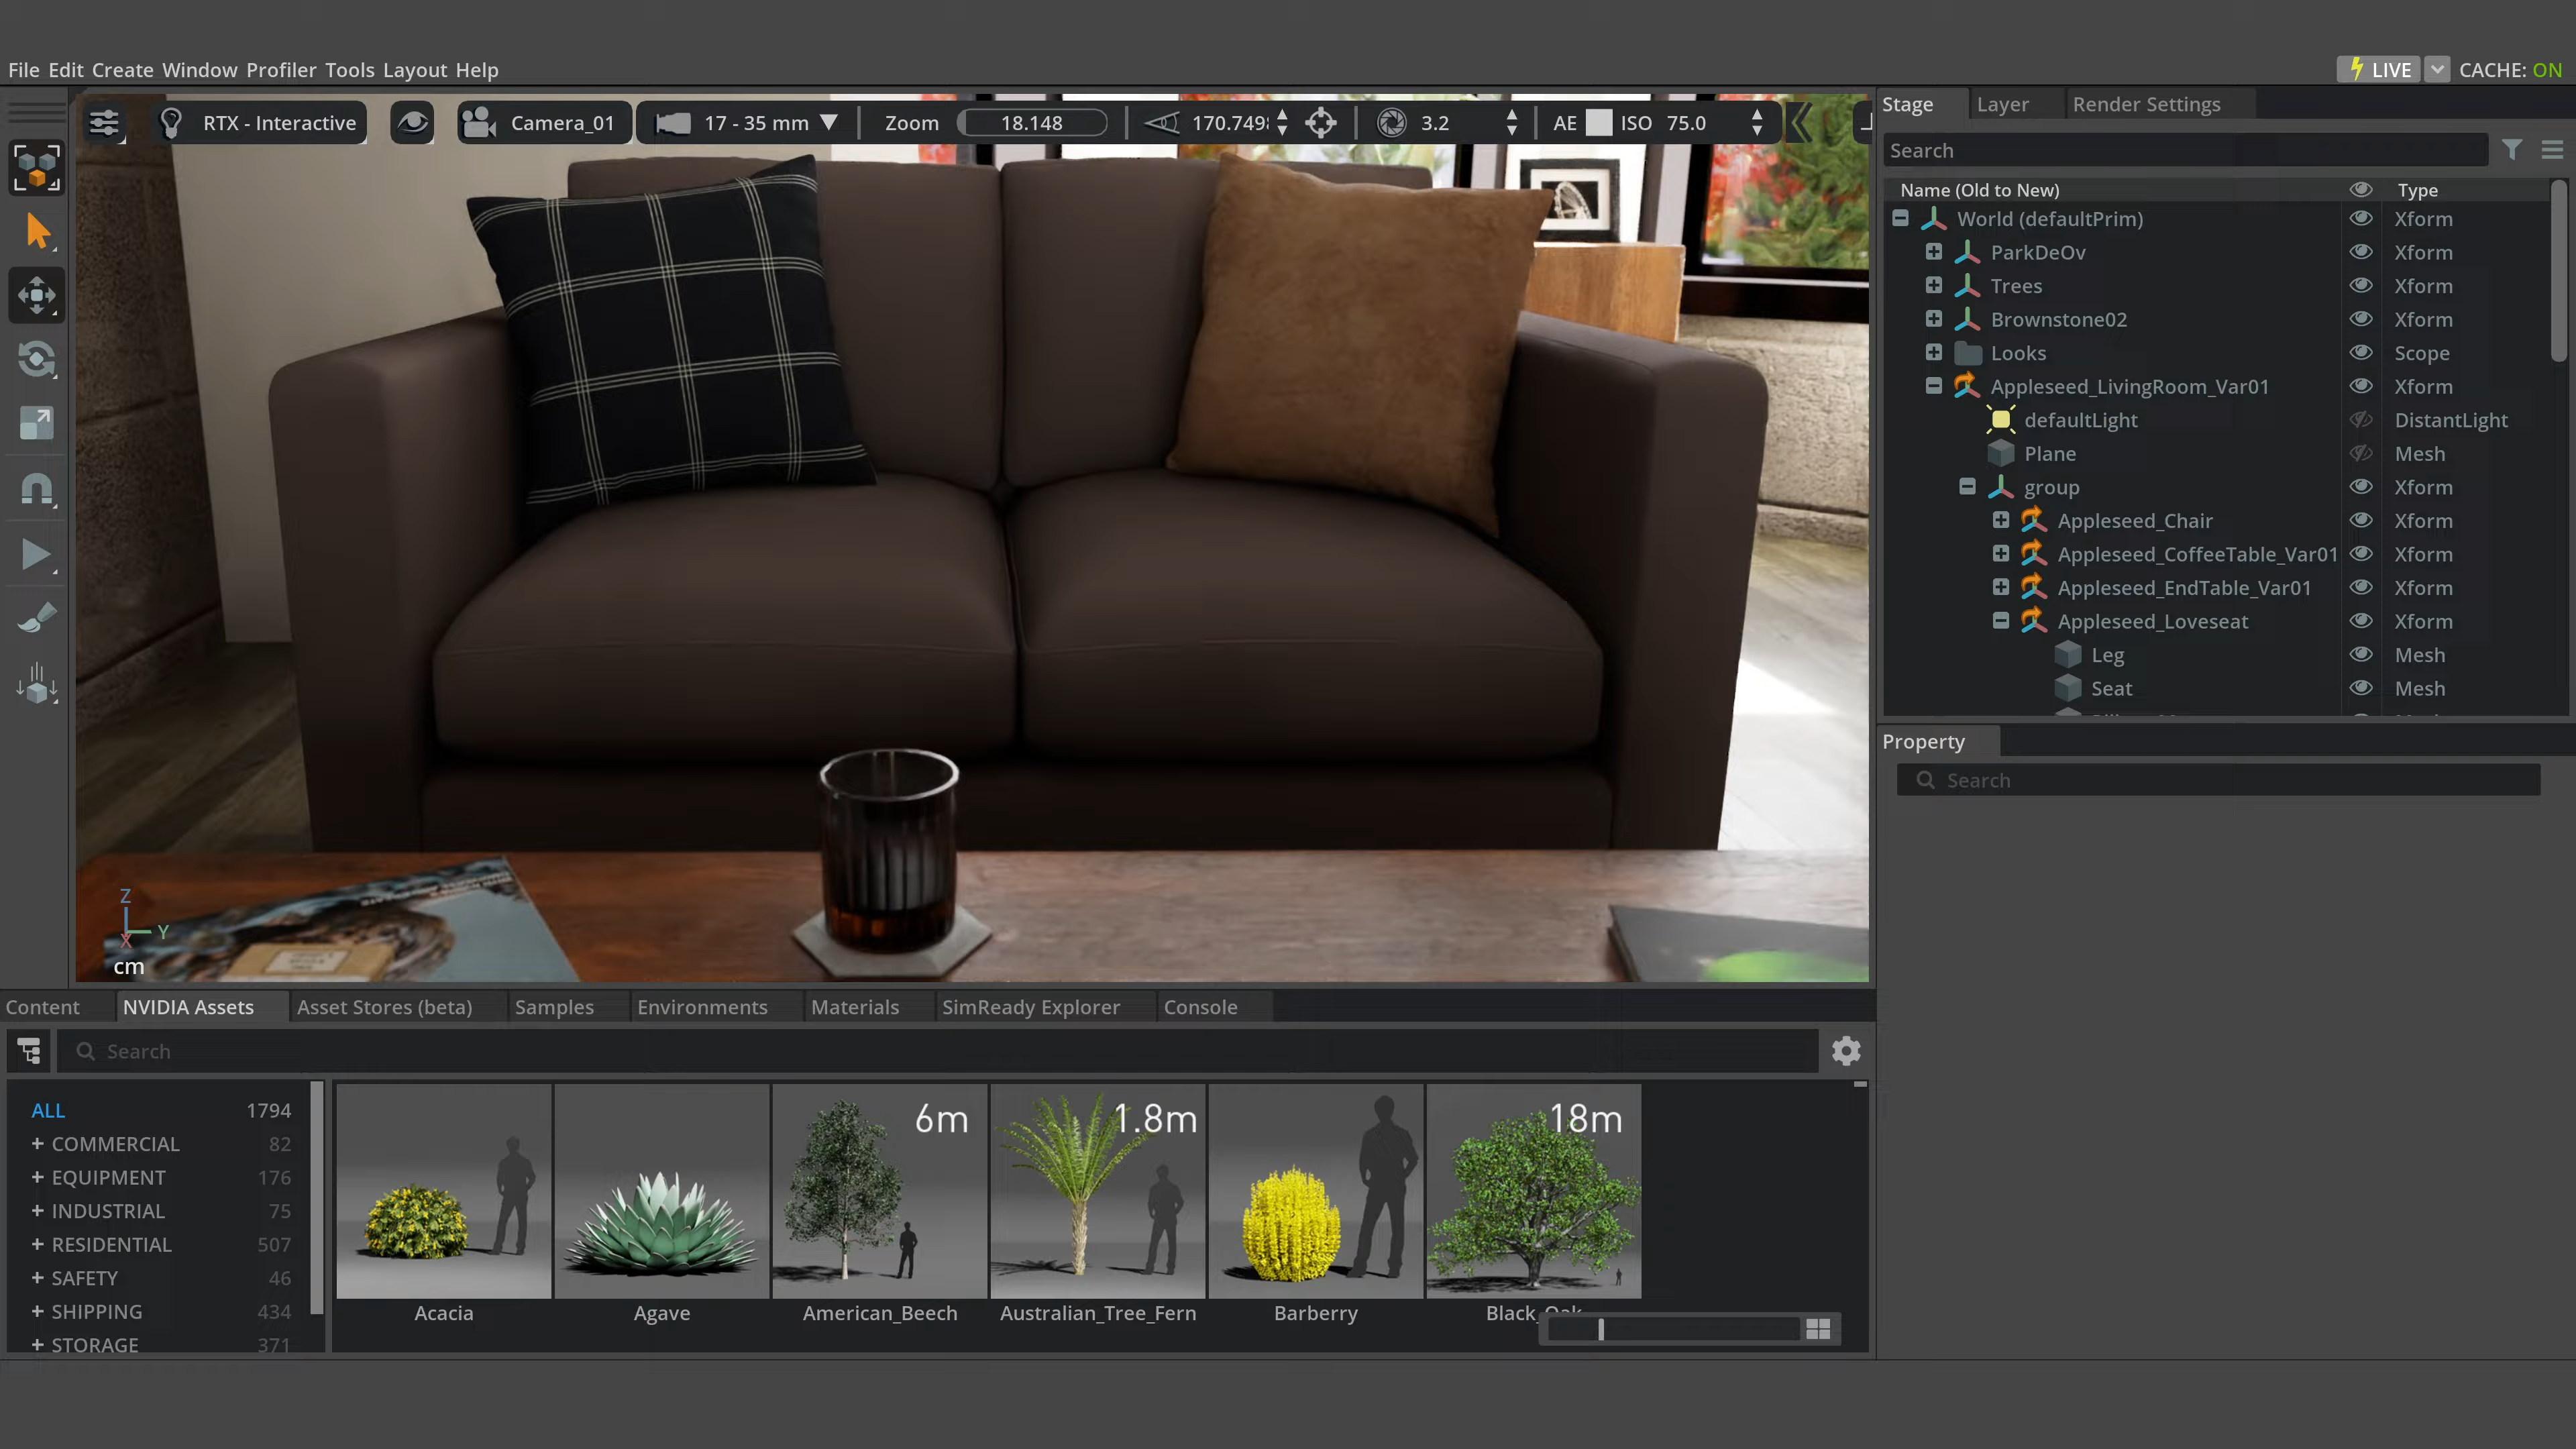 File Edit Create Window Profiler Tools Layout Help
LIVE CACHE: ON
RTX - Interactive
Camera_01
17 - 35 mm
Zoom 18.148
3.2
AE ISO 75.0
Stage Layer Render Settings
Search
Name (Old to New) Type
World (defaultPrim) Xform
ParkDeOv Xform
Trees Xform
Brownstone02 Xform
Looks Scope
Appleseed_LivingRoom_Var01 Xform
defaultLight DistantLight
Plane Mesh
group Xform
Appleseed_Chair Xform
Appleseed_CoffeeTable_Var01 Xform
Appleseed_EndTable_Var01 Xform
Appleseed_Loveseat Xform
Leg Mesh
Seat Mesh
Property
Search
Z
Y
X
cm
Content NVIDIA Assets Asset Stores (beta) Samples Environments Materials SimReady Explorer Console
Search
ALL 1794
+ COMMERCIAL 82
+ EQUIPMENT 176
+ INDUSTRIAL 75
+ RESIDENTIAL 507
+ SAFETY 46
+ SHIPPING 434
+ STORAGE 371
6m
1.8m
18m
Acacia
Agave
American_Beech
Australian_Tree_Fern
Barberry